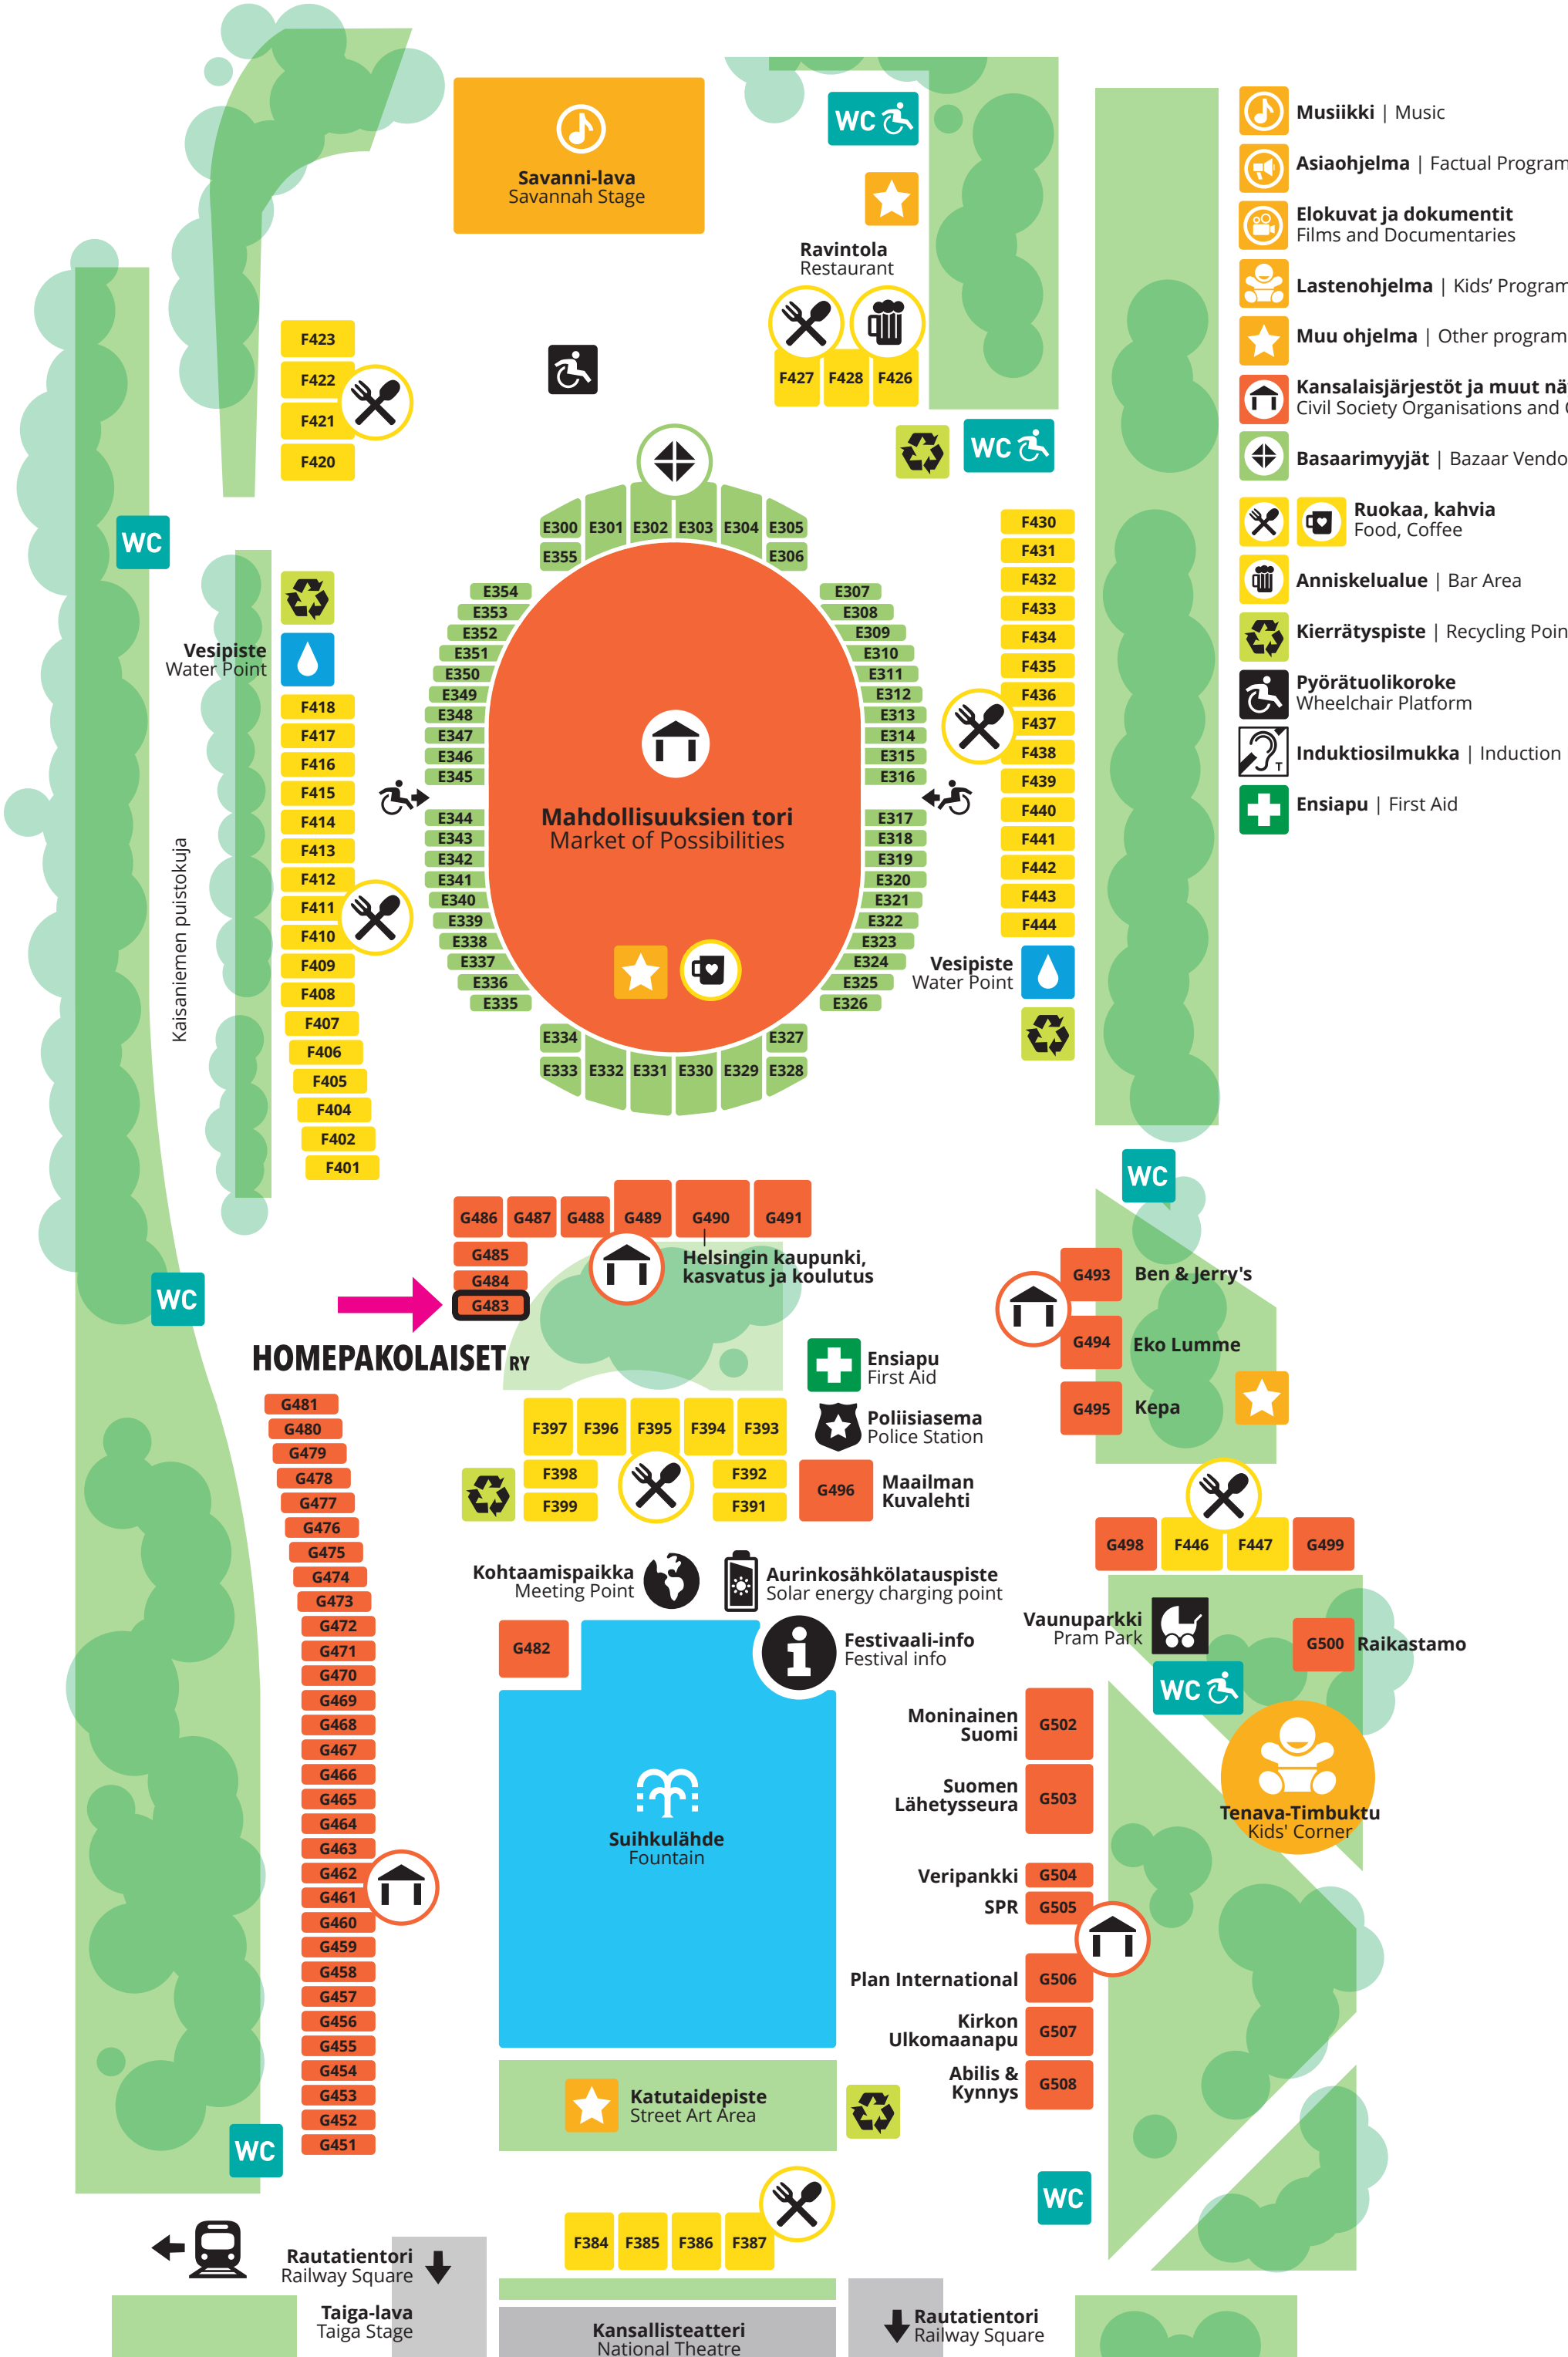 Savanni-lava
Savannah Stage
WC
Ravintola
Restaurant
F427 F428 F426
WC
F423
F422
F421
F420
WC
Vesipiste
Water Point
F418
F417
F416
F415
F414
F413
F412
F411
F410
F409
F408
F407
F406
F405
F404
F402
F401
Kaisaniemen puistokuja
E300 E301 E302 E303 E304 E305
E355 E306
E354 E307
E353 E308
E352 E309
E351 E310
E350 E311
E349 E312
E348 E313
E347 E314
E346 E315
E345 E316
E344 E317
E343 E318
E342 E319
E341 E320
E340 E321
E339 E322
E338 E323
E337 E324
E336 E325
E335 E326
E334 E327
E333 E332 E331 E330 E329 E328
Mahdollisuuksien tori
Market of Possibilities
F430
F431
F432
F433
F434
F435
F436
F437
F438
F439
F440
F441
F442
F443
F444
Vesipiste
Water Point
Musiikki | Music
Asiaohjelma | Factual Program
Elokuvat ja dokumentit
Films and Documentaries
Lastenohjelma | Kids' Program
Muu ohjelma | Other program
Kansalaisjärjestöt ja muut nä
Civil Society Organisations and
Basaarimyyjät | Bazaar Vendo
Ruokaa, kahvia
Food, Coffee
Anniskelualue | Bar Area
Kierrätyspiste | Recycling Poin
Pyörätuolikoroke
Wheelchair Platform
T
Induktiosilmukka | Induction
Ensiapu | First Aid
WC
G486 G487 G488 G489 G490 G491
G485
G484
G483
Helsingin kaupunki,
kasvatus ja koulutus
WC
HOMEPAKOLAISET RY
G493 Ben & Jerry's
G494 Eko Lumme
G495 Kepa
Ensiapu
First Aid
Poliisiasema
Police Station
F397 F396 F395 F394 F393
F398 F392
F399 F391
G496 Maailman
Kuvalehti
G498 F446 F447 G499
Kohtaamispaikka
Meeting Point
Aurinkosähkölatauspiste
Solar energy charging point
G482
Festivaali-info
Festival info
Vaunuparkki
Pram Park
WC
G500 Raikastamo
Tenava-Timbuktu
Kids' Corner
G481
G480
G479
G478
G477
G476
G475
G474
G473
G472
G471
G470
G469
G468
G467
G466
G465
G464
G463
G462
G461
G460
G459
G458
G457
G456
G455
G454
G453
G452
G451
WC
Suihkulähde
Fountain
Moninainen
Suomi
G502
Suomen
Lähetysseura
G503
Veripankki G504
SPR G505
Plan International G506
Kirkon
Ulkomaanapu
G507
Abilis &
Kynnys
G508
Katutaidepiste
Street Art Area
WC
F384 F385 F386 F387
Rautatientori
Railway Square
Taiga-lava
Taiga Stage
Kansallisteatteri
National Theatre
Rautatientori
Railway Square